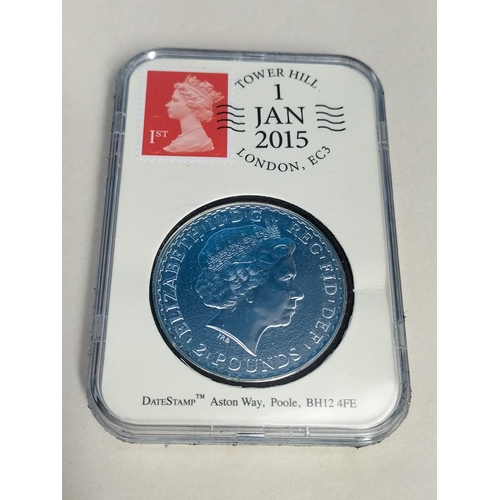 1ST
TOWER HILL
1
JAN
2015
LONDON, EC3
ELIZABETH·II·D·G REG·FID·DEF
IRB
2 POUNDS
DATESTAMP™ Aston Way, Poole, BH12 4FE